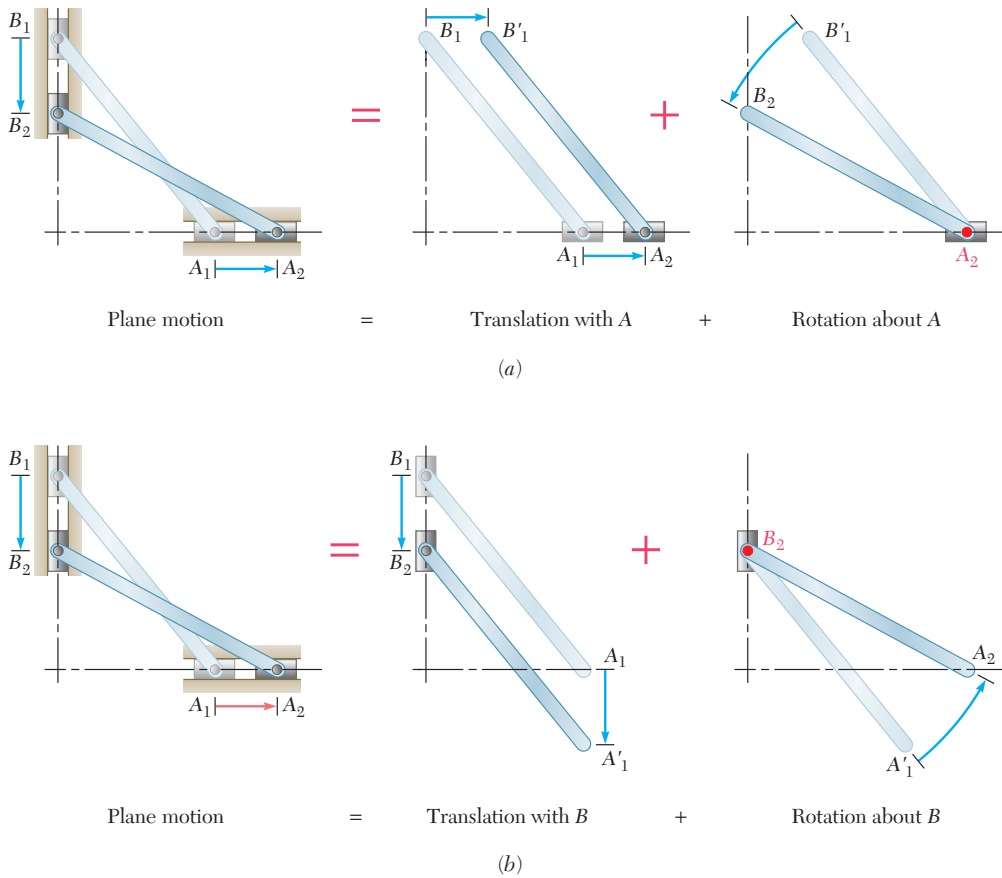 B₁ B₁ B′₁ B′₁
B₂
B₂ = +
A₁ A₂ A₁ A₂ A₂
Plane motion = Translation with A + Rotation about A
(a)
B₁ B₁
B₂ B₂ = + B₂
A₁ A₂
A₁ A₂
A′₁ A′₁
Plane motion = Translation with B + Rotation about B
(b)